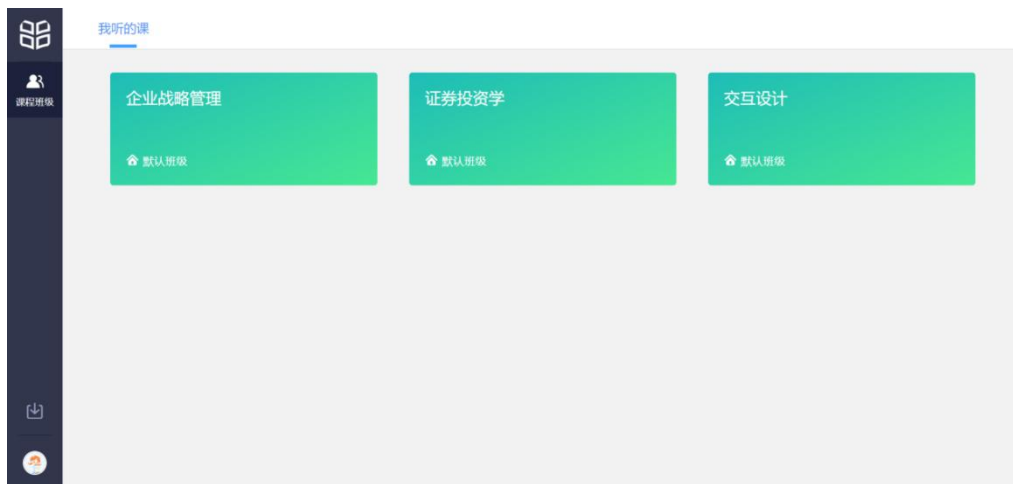 我听的课
课程班级
企业战略管理
默认班级
证券投资学
默认班级
交互设计
默认班级